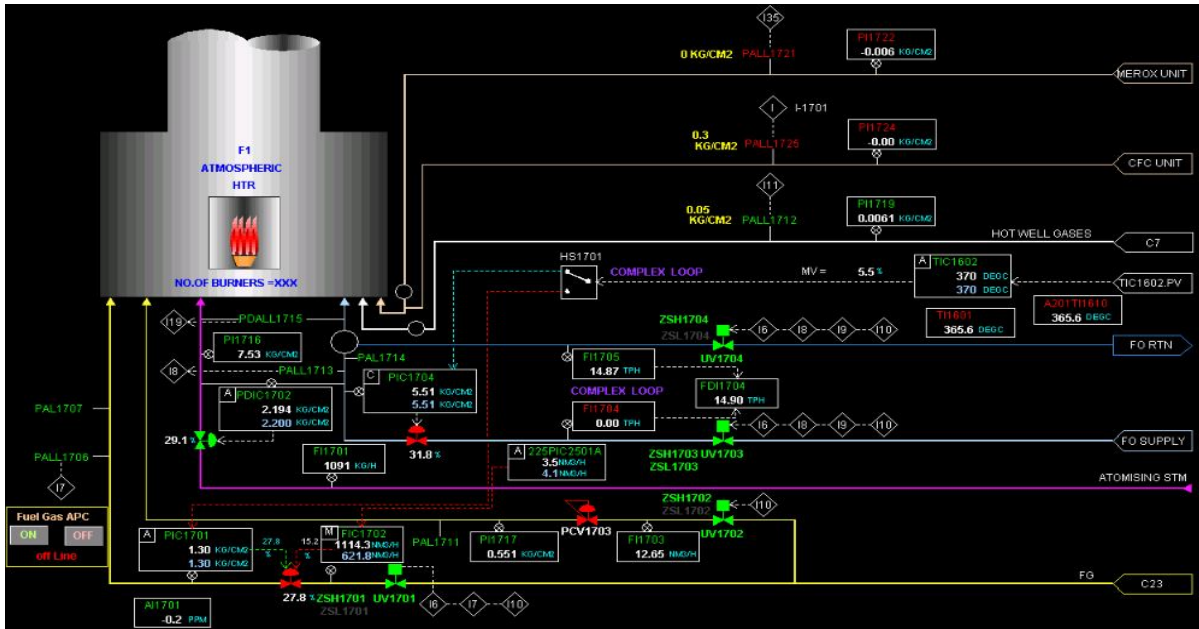 I35
PI1722
-0.006 KG/CM2
0 KG/CM2 PALL1721
MEROX UNIT
I I-1701
PI1724
-0.00 KG/CM2
0.3
KG/CM2 PALL1725
CFC UNIT
F1
ATMOSPHERIC
HTR
I11
PI1719
0.0061 KG/CM2
0.05
KG/CM2 PALL1712
HOT WELL GASES
C7
HS1701
COMPLEX LOOP
MV = 5.5 %
A TIC1602
370 DEGC
370 DEGC
TIC1602.PV
NO.OF BURNERS =XXX
TI1601
365.6 DEGC
A201TI1610
365.6 DEGC
I19
PDALL1715
ZSH1704
ZSL1704
I6 I8 I9 I10
UV1704
FO RTN
PI1716
7.53 KG/CM2
PAL1714
I8
PALL1713
C PIC1704
5.51 KG/CM2
5.51 KG/CM2
FI1705
14.87 TPH
FDI1704
14.90 TPH
COMPLEX LOOP
A PDIC1702
2.194 KG/CM2
2.200 KG/CM2
FI1704
0.00 TPH
I6 I8 I9 I10
PAL1707
29.1 %
31.8 %
FO SUPPLY
PALL1706
FI1701
1091 KG/H
A 225PIC2501A
3.5 NM3/H
4.1 NM3/H
ZSH1703 UV1703
ZSL1703
ATOMISING STM
I7
Fuel Gas APC
ON OFF
off Line
ZSH1702
ZSL1702
I10
UV1702
A PIC1701
1.30 KG/CM2
1.30 KG/CM2
27.8
%
15.2
%
M FIC1702
1114.3 NM3/H
621.8 NM3/H
PAL1711
PI1717
0.551 KG/CM2
PCV1703
FI1703
12.65 NM3/H
FG
C23
27.8 % ZSH1701 UV1701
ZSL1701
I6 I7 I10
AI1701
-0.2 PPM